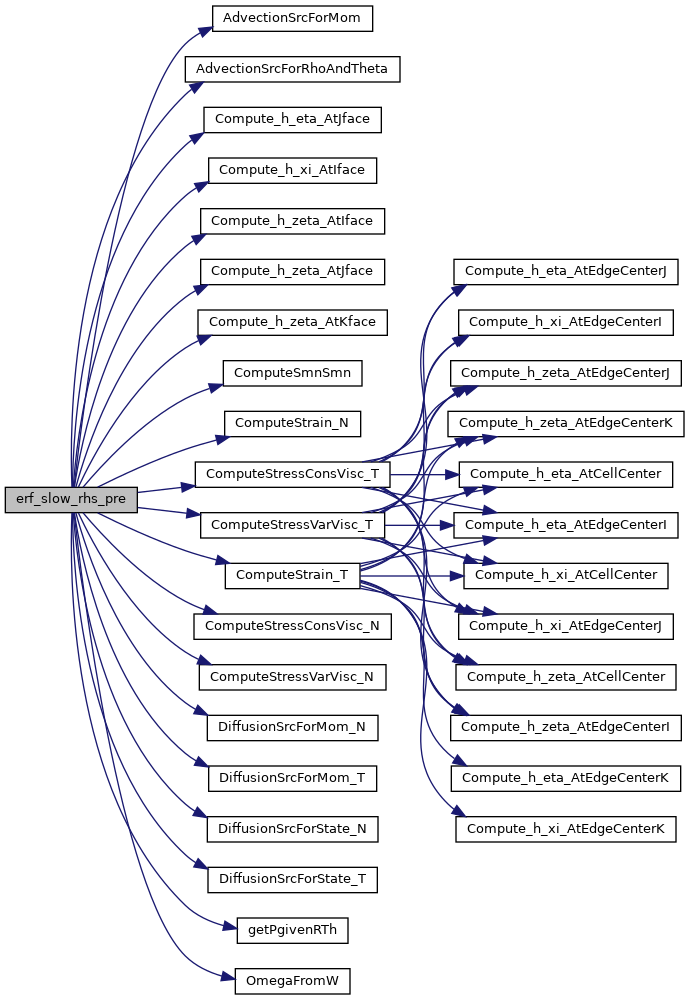 erf_slow_rhs_pre
AdvectionSrcForMom
AdvectionSrcForRhoAndTheta
Compute_h_eta_AtJface
Compute_h_xi_AtIface
Compute_h_zeta_AtIface
Compute_h_zeta_AtJface
Compute_h_zeta_AtKface
ComputeSmnSmn
ComputeStrain_N
ComputeStressConsVisc_T
ComputeStressVarVisc_T
ComputeStrain_T
ComputeStressConsVisc_N
ComputeStressVarVisc_N
DiffusionSrcForMom_N
DiffusionSrcForMom_T
DiffusionSrcForState_N
DiffusionSrcForState_T
getPgivenRTh
OmegaFromW
Compute_h_eta_AtEdgeCenterJ
Compute_h_xi_AtEdgeCenterI
Compute_h_zeta_AtEdgeCenterJ
Compute_h_zeta_AtEdgeCenterK
Compute_h_eta_AtCellCenter
Compute_h_eta_AtEdgeCenterI
Compute_h_xi_AtCellCenter
Compute_h_xi_AtEdgeCenterJ
Compute_h_zeta_AtCellCenter
Compute_h_zeta_AtEdgeCenterI
Compute_h_eta_AtEdgeCenterK
Compute_h_xi_AtEdgeCenterK